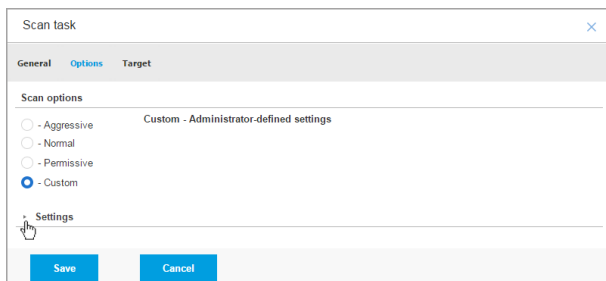 Scan task
General Options Target
Scan options
- Aggressive
Custom - Administrator-defined settings
- Normal
- Permissive
- Custom
Settings
Save Cancel